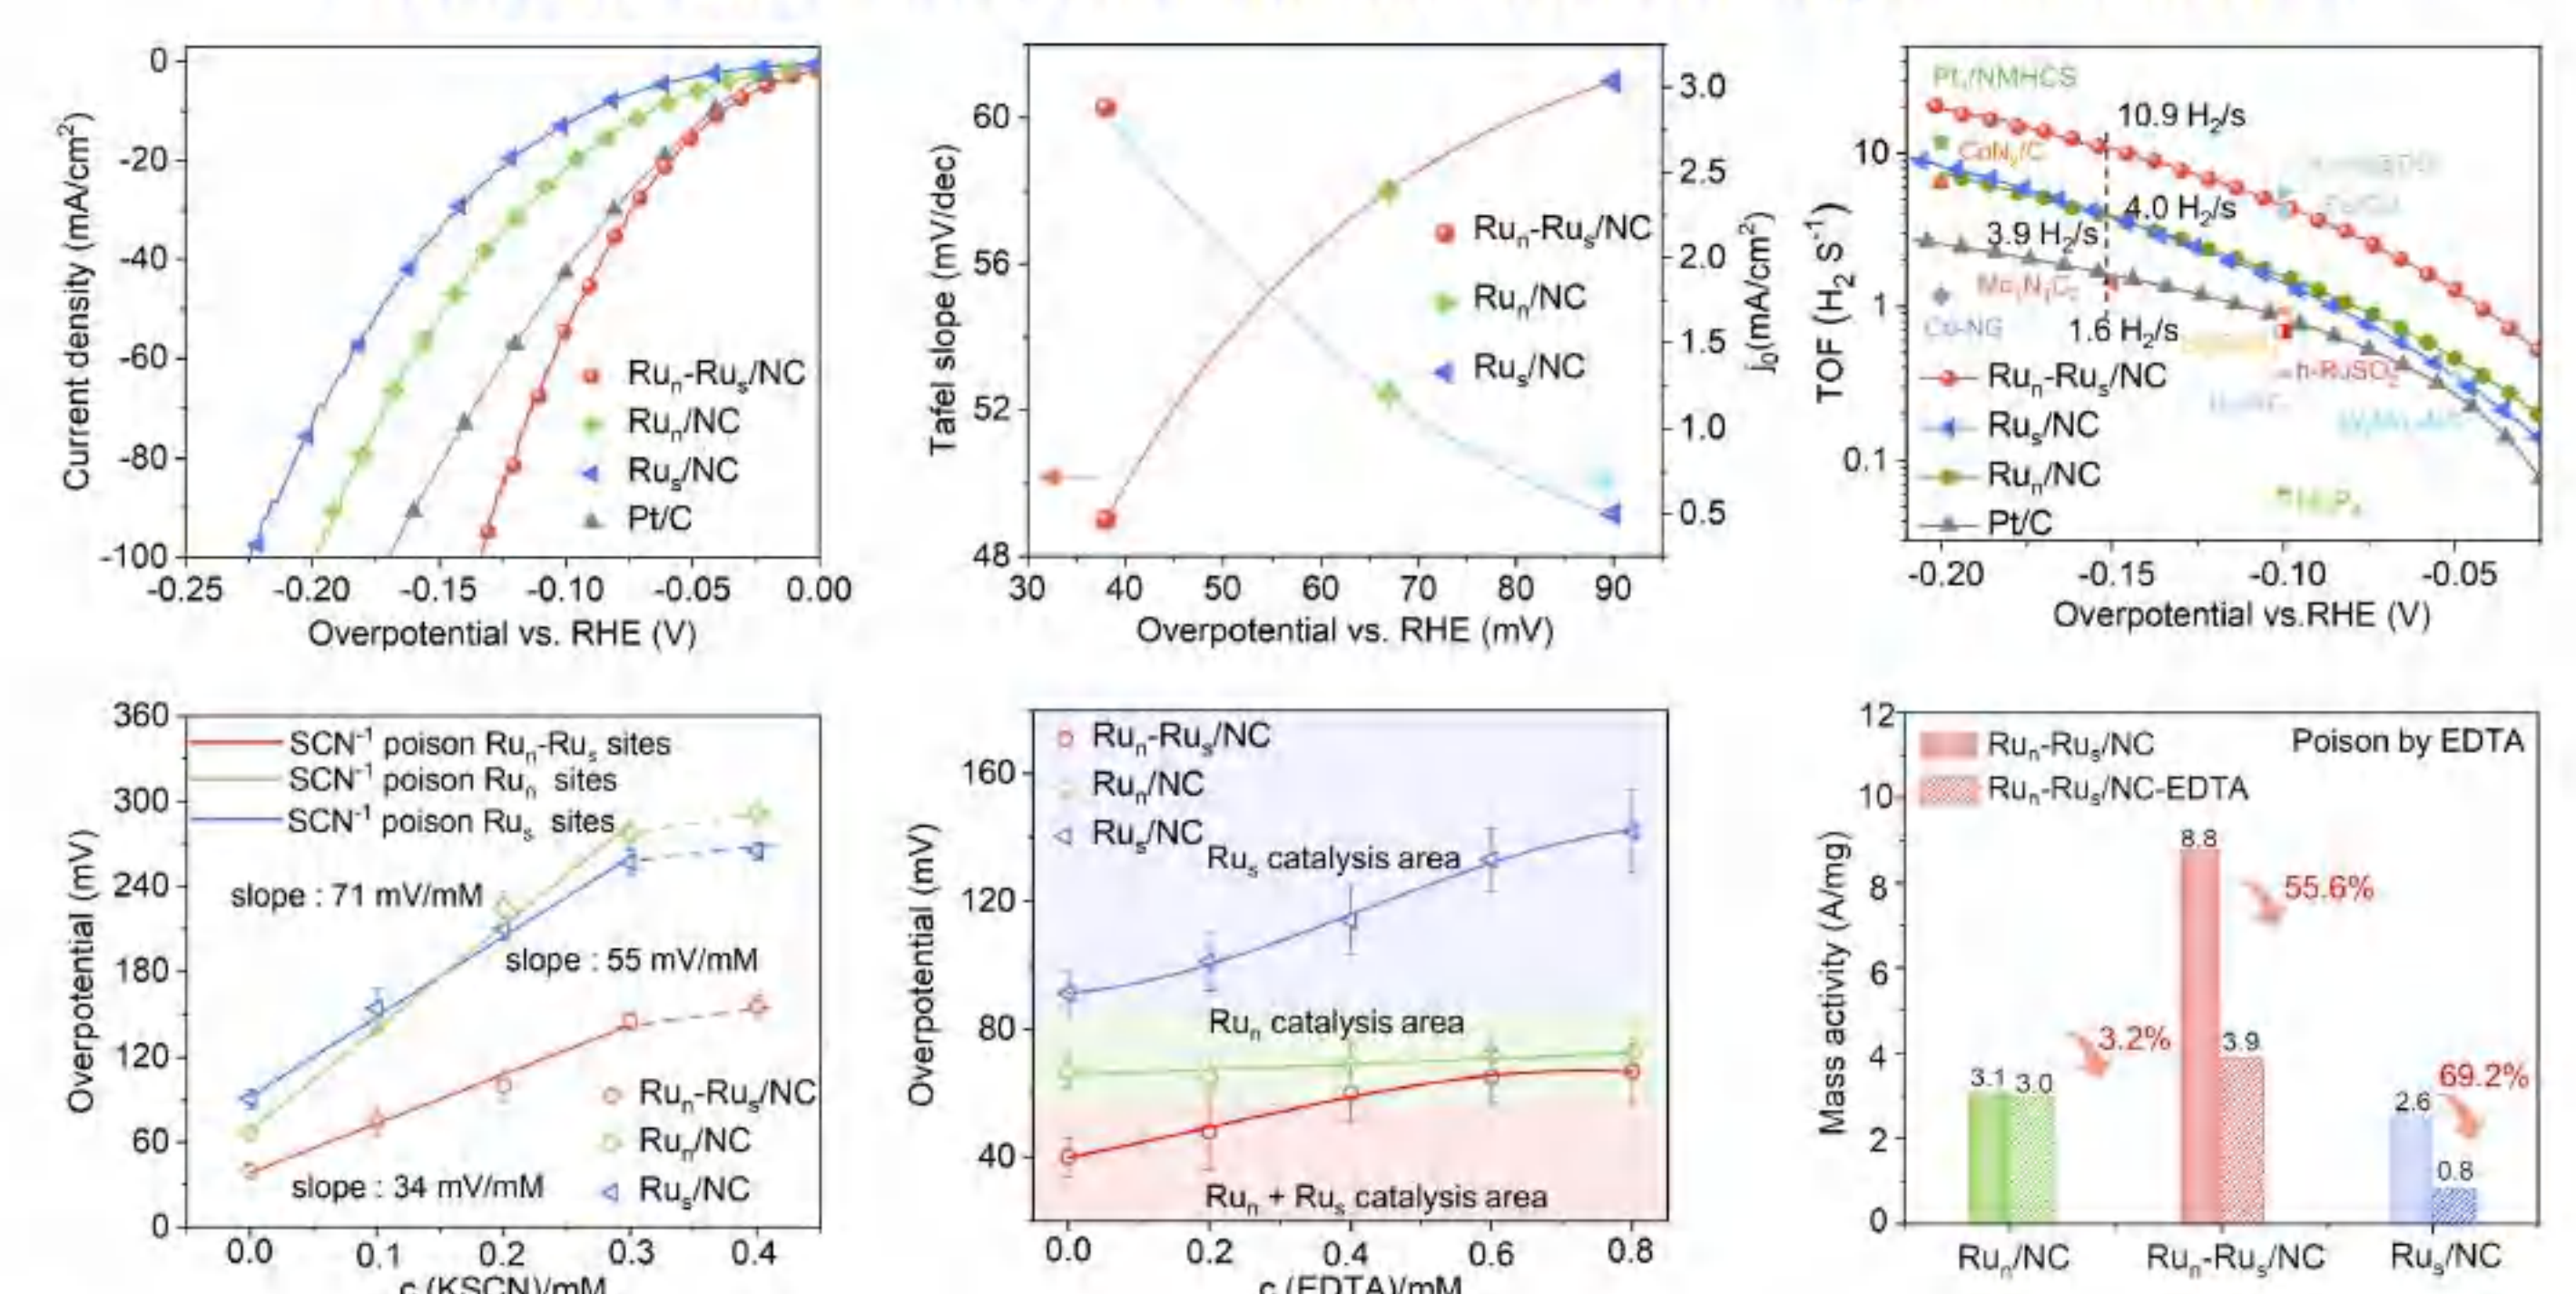 0
-20
-40
-60
-80
-100
-0.25 -0.20 -0.15 -0.10 -0.05 0.00
Current density (mA/cm²)
Overpotential vs. RHE (V)
Ruₙ-Ruₛ/NC
Ruₙ/NC
Ruₛ/NC
Pt/C
60
56
52
48
30 40 50 60 70 80 90
3.0
2.5
2.0
1.5
1.0
0.5
Tafel slope (mV/dec)
j₀(mA/cm²)
Overpotential vs. RHE (mV)
Ruₙ-Ruₛ/NC
Ruₙ/NC
Ruₛ/NC
10
1
0.1
-0.20 -0.15 -0.10 -0.05
TOF (H₂ S⁻¹)
Overpotential vs.RHE (V)
Pt₁/NMHCS
10.9 H₂/s
4.0 H₂/s
3.9 H₂/s
1.6 H₂/s
Co-NG
h-RuSO₂
Ruₙ-Ruₛ/NC
Ruₛ/NC
Ruₙ/NC
Pt/C
360
300
240
180
120
60
0
0.0 0.1 0.2 0.3 0.4
Overpotential (mV)
c (KSCN)/mM
SCN⁻¹ poison Ruₙ-Ruₛ sites
SCN⁻¹ poison Ruₙ sites
SCN⁻¹ poison Ruₛ sites
slope : 71 mV/mM
slope : 55 mV/mM
slope : 34 mV/mM
Ruₙ-Ruₛ/NC
Ruₙ/NC
Ruₛ/NC
160
120
80
40
0.0 0.2 0.4 0.6 0.8
Overpotential (mV)
c (EDTA)/mM
Ruₙ-Ruₛ/NC
Ruₙ/NC
Ruₛ/NC
Ruₛ catalysis area
Ruₙ catalysis area
Ruₙ + Ruₛ catalysis area
12
10
8
6
4
2
0
Mass activity (A/mg)
Ruₙ-Ruₛ/NC
Ruₙ-Ruₛ/NC-EDTA
Poison by EDTA
8.8
55.6%
3.2%
3.9
3.1 3.0
69.2%
2.6
0.8
Ruₙ/NC Ruₙ-Ruₛ/NC Ruₛ/NC